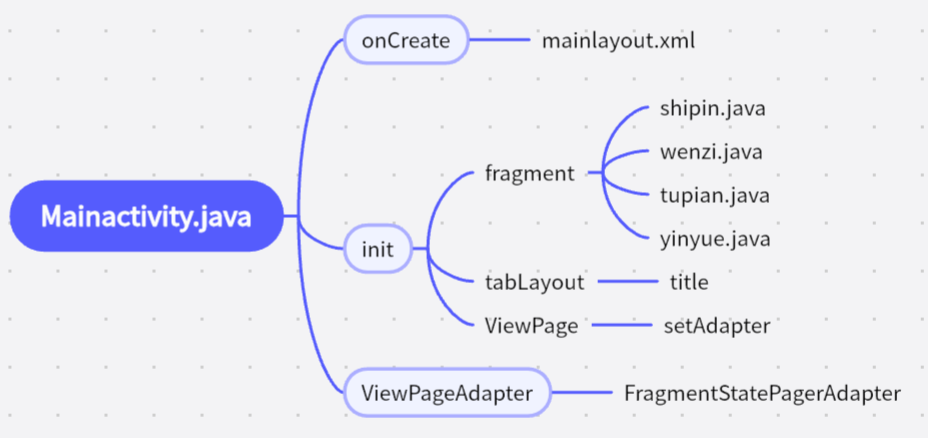 Mainactivity.java
onCreate
mainlayout.xml
init
fragment
shipin.java
wenzi.java
tupian.java
yinyue.java
tabLayout
title
ViewPage
setAdapter
ViewPageAdapter
FragmentStatePagerAdapter